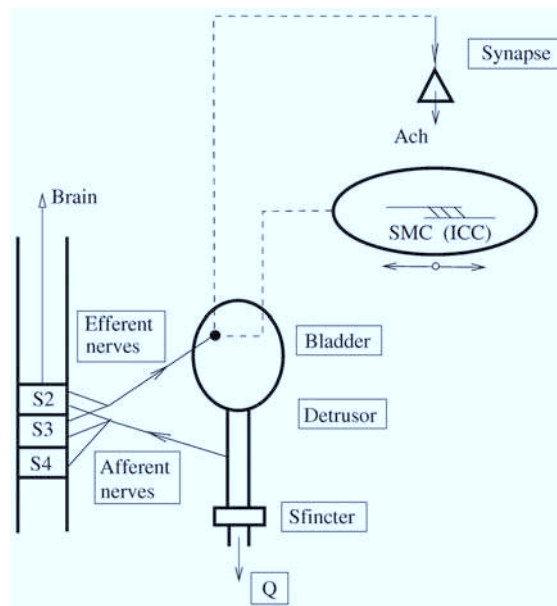 Synapse
Ach
Brain
SMC (ICC)
Efferent
nerves
Bladder
S2
S3
S4
Detrusor
Afferent
nerves
Sfincter
Q